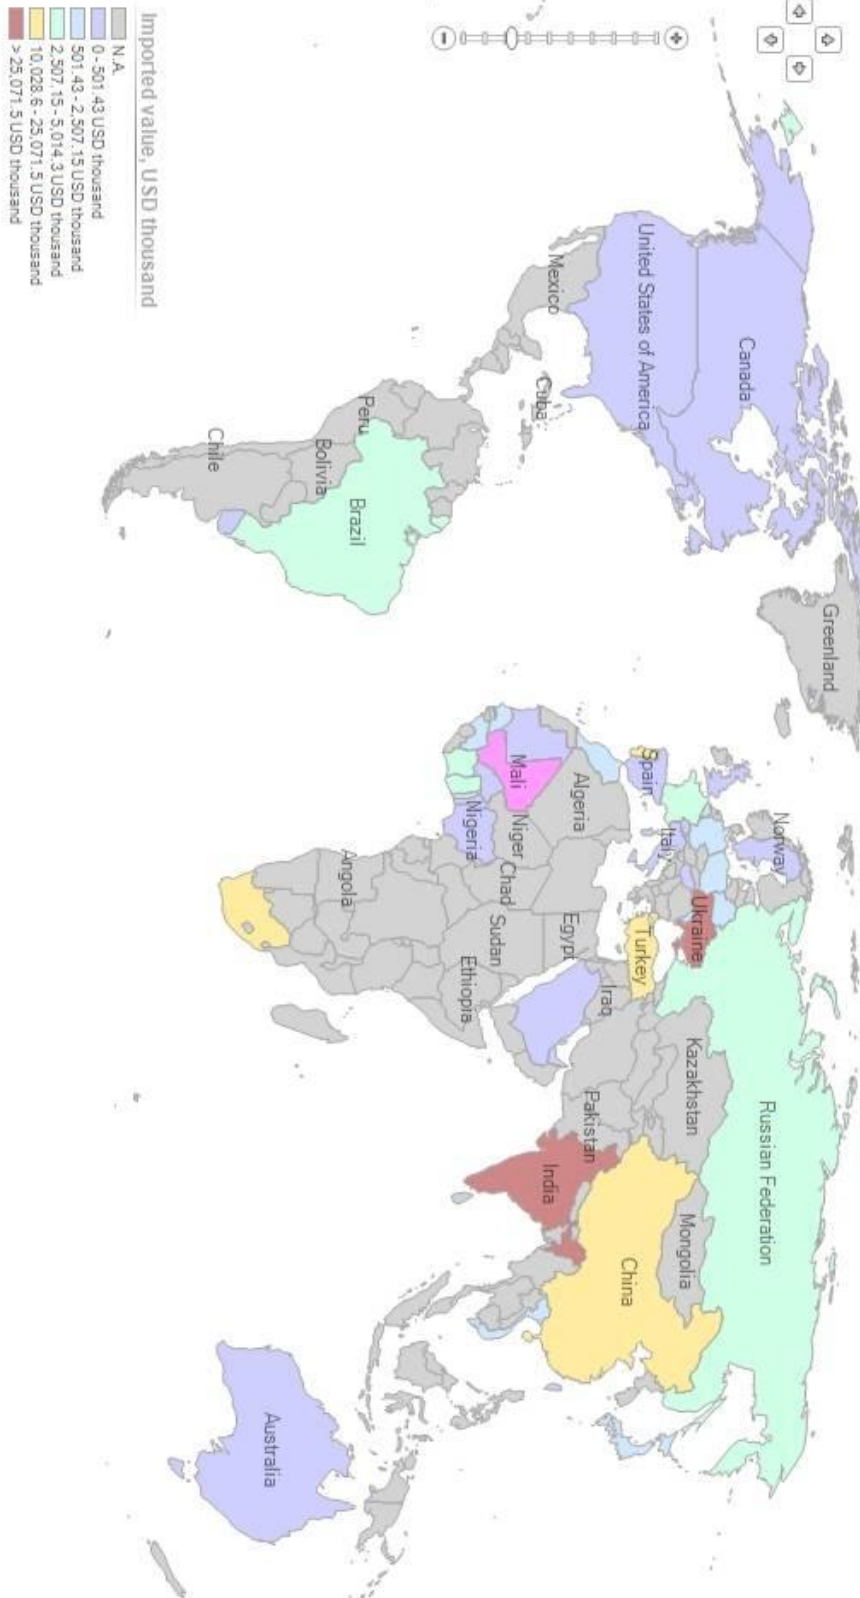 Canada
Greenland
United States of America
Mexico
Cuba
Peru
Brazil
Bolivia
Chile
Norway
Russian Federation
Ukraine
Kazakhstan
Mongolia
Spain
Italy
Turkey
China
Algeria
Egypt
Iraq
Pakistan
India
Mali
Niger
Chad
Sudan
Nigeria
Ethiopia
Angola
Australia
Imported value, USD thousand
N.A.
0 - 501.43 USD thousand
501.43 - 2,507.15 USD thousand
2,507.15 - 5,014.3 USD thousand
10,028.6 - 25,071.5 USD thousand
> 25,071.5 USD thousand